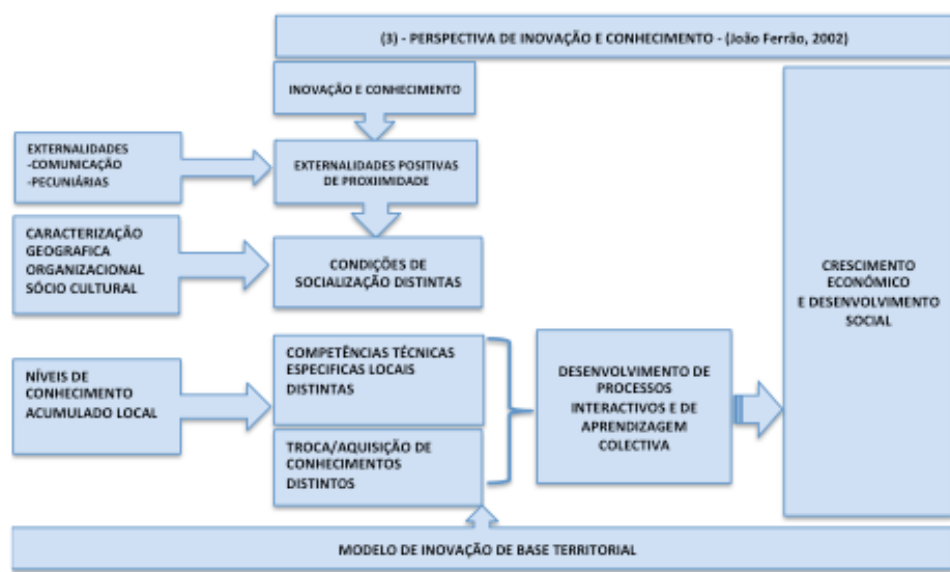 (3) - PERSPECTIVA DE INOVAÇÃO E CONHECIMENTO - (João Ferrão, 2002)
INOVAÇÃO E CONHECIMENTO
EXTERNALIDADES
-COMUNICAÇÃO
-PECUNIÁRIAS
EXTERNALIDADES POSITIVAS
DE PROXIIMIDADE
CARACTERIZAÇÃO
GEOGRAFICA
ORGANIZACIONAL
SÓCIO CULTURAL
CONDIÇÕES DE
SOCIALIZAÇÃO DISTINTAS
NÍVEIS DE
CONHECIMENTO
ACUMULADO LOCAL
COMPETÊNCIAS TÉCNICAS
ESPECIFICAS LOCAIS
DISTINTAS
TROCA/AQUISIÇÃO DE
CONHECIMENTOS
DISTINTOS
DESENVOLVIMENTO DE
PROCESSOS
INTERACTIVOS E DE
APRENDIZAGEM
COLECTIVA
CRESCIMENTO
ECONÓMICO
E DESENVOLVIMENTO
SOCIAL
MODELO DE INOVAÇÃO DE BASE TERRITORIAL